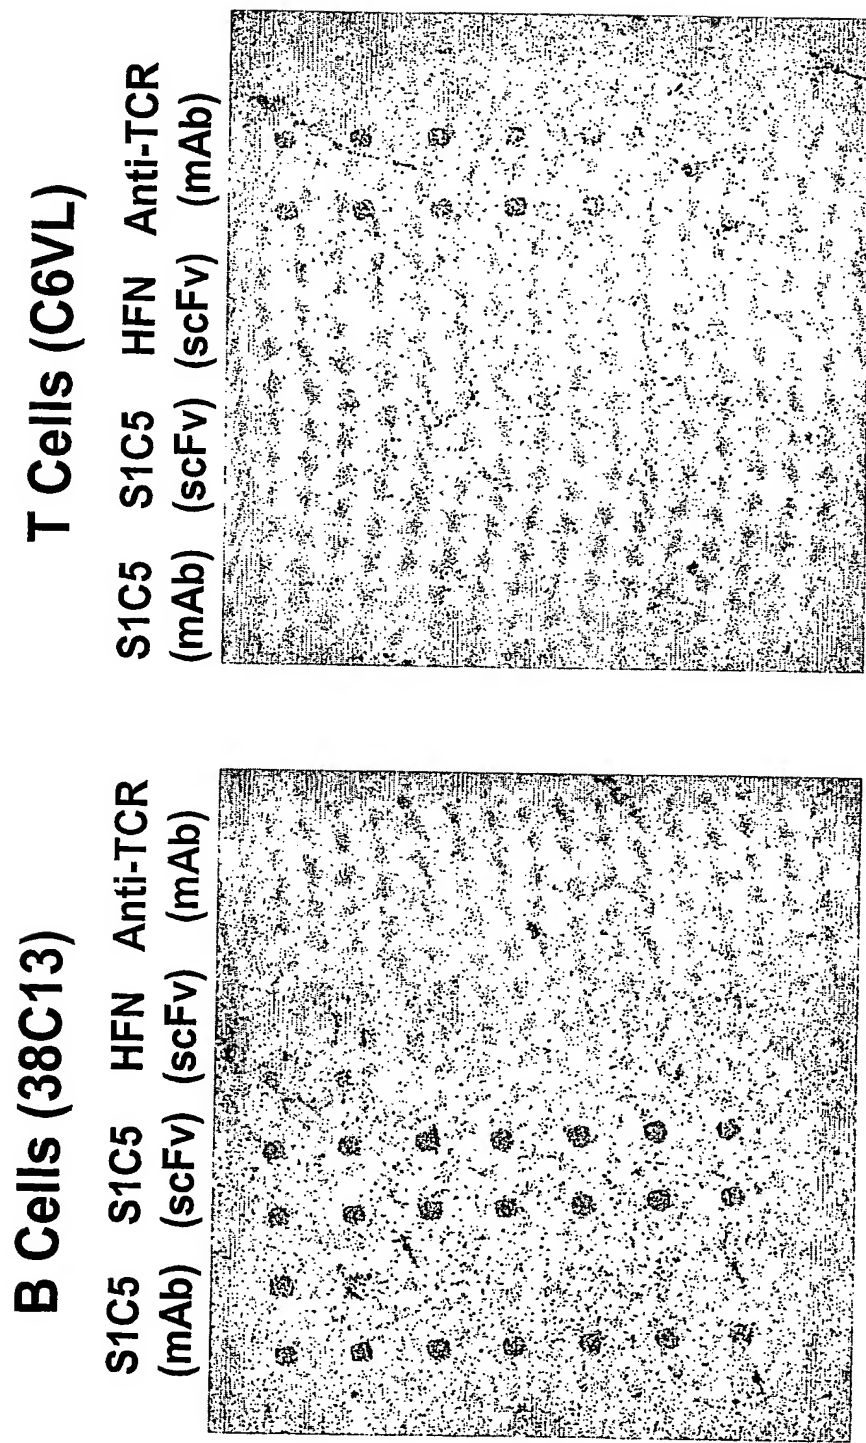 B Cells (38C13)
S1C5 S1C5 HFN Anti-TCR
(mAb) (scFv) (scFv) (mAb)
T Cells (C6VL)
S1C5 S1C5 HFN Anti-TCR
(mAb) (scFv) (scFv) (mAb)